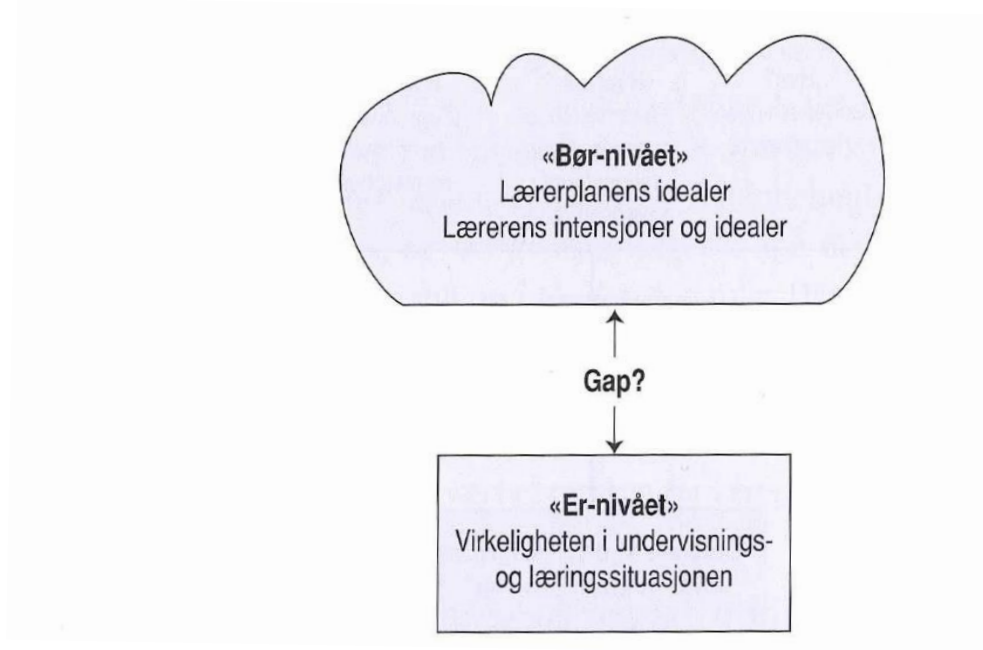 «Bør-nivået»
Lærerplanens idealer
Lærerens intensjoner og idealer
Gap?
«Er-nivået»
Virkeligheten i undervisnings-
og læringssituasjonen